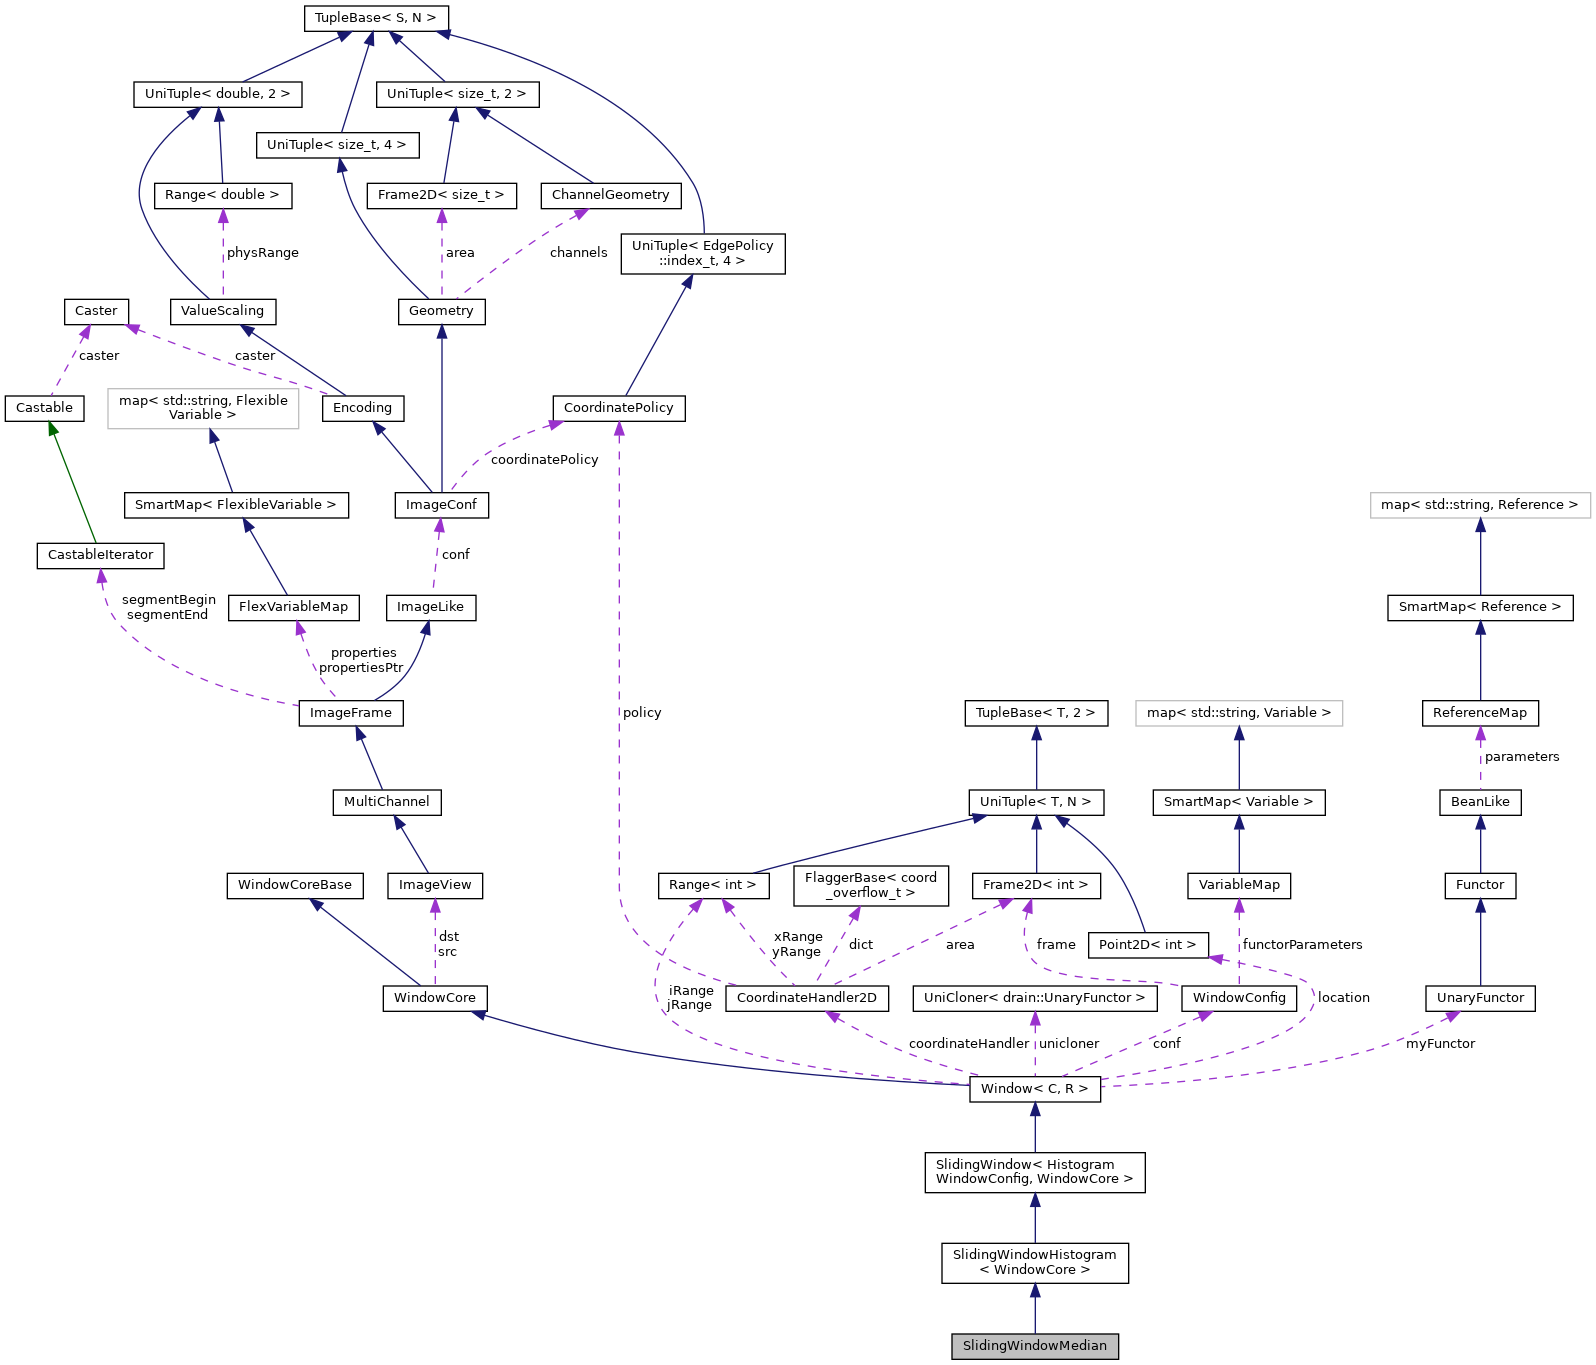 TupleBase< S, N >
UniTuple< double, 2 >
UniTuple< size_t, 2 >
UniTuple< size_t, 4 >
Range< double >
Frame2D< size_t >
ChannelGeometry
UniTuple< EdgePolicy
::index_t, 4 >
physRange
area
channels
Caster
ValueScaling
Geometry
caster
caster
map< std::string, Flexible
Variable >
Castable
Encoding
CoordinatePolicy
coordinatePolicy
SmartMap< FlexibleVariable >
ImageConf
map< std::string, Reference >
CastableIterator
conf
segmentBegin
segmentEnd
FlexVariableMap
ImageLike
SmartMap< Reference >
properties
propertiesPtr
ImageFrame
policy
TupleBase< T, 2 >
map< std::string, Variable >
ReferenceMap
parameters
MultiChannel
UniTuple< T, N >
SmartMap< Variable >
BeanLike
WindowCoreBase
ImageView
Range< int >
FlaggerBase< coord
_overflow_t >
Frame2D< int >
VariableMap
Functor
dst
src
xRange
yRange
dict
area
frame
Point2D< int >
functorParameters
iRange
jRange
WindowCore
CoordinateHandler2D
UniCloner< drain::UnaryFunctor >
WindowConfig
location
UnaryFunctor
coordinateHandler
unicloner
conf
myFunctor
Window< C, R >
SlidingWindow< Histogram
WindowConfig, WindowCore >
SlidingWindowHistogram
< WindowCore >
SlidingWindowMedian